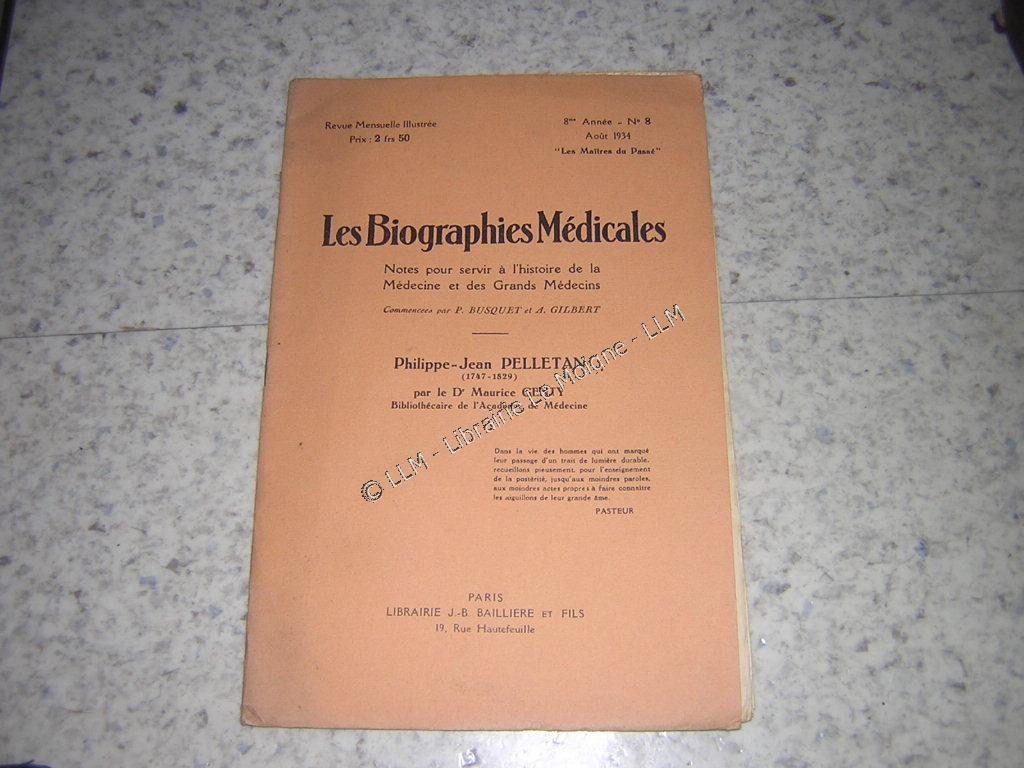 Revue Mensuelle Illustrée
Prix : 2 frs 50
8me Année - No 8
Août 1934
"Les Maîtres du Passé"
Les Biographies Médicales
Notes pour servir à l'histoire de la
Médecine et des Grands Médecins
Commencées par P. BUSQUET et A. GILBERT
Philippe-Jean PELLETAN
(1747-1829)
par le Dr Maurice GENTY
Bibliothécaire de l'Académie de Médecine
Dans la vie des hommes qui ont marqué
leur passage d'un trait de lumière durable,
recueillons pieusement, pour l'enseignement
de la postérité, jusqu'aux moindres paroles,
aux moindres actes propres à faire connaître
les aiguillons de leur grande âme.
PASTEUR
PARIS
LIBRAIRIE J.-B. BAILLIERE ET FILS
19, Rue Hautefeuille
© LLM - Librairie Le Moigne - LLM